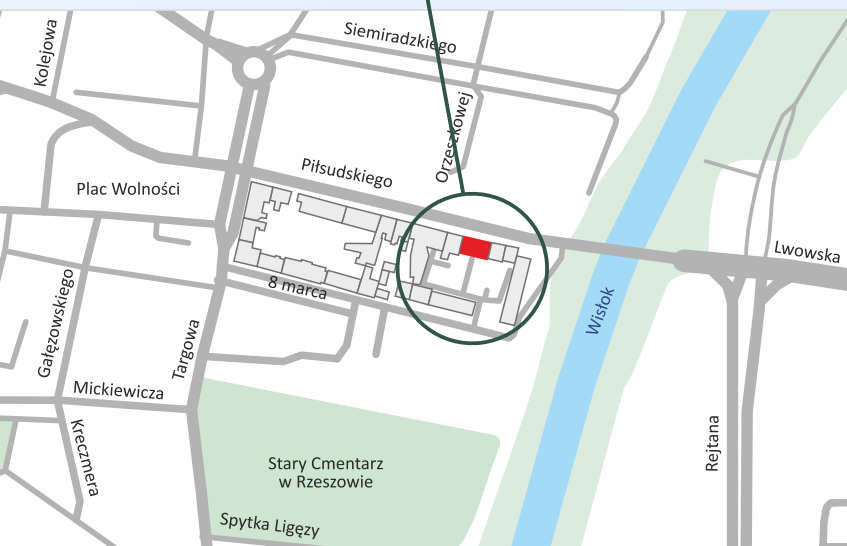 Siemiradzkiego
Kolejowa
Orzeszkowej
Piłsudskiego
Plac Wolności
Lwowska
8 marca
Wisłok
Gałęzowskiego
Targowa
Mickiewicza
Kreczmera
Rejtana
Stary Cmentarz
w Rzeszowie
Spytka Ligęzy